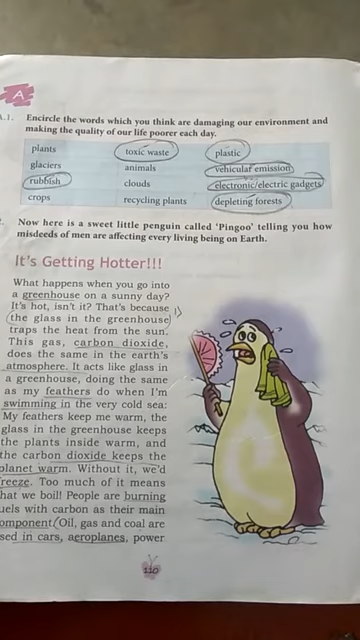 A
A.1. Encircle the words which you think are damaging our environment and
making the quality of our life poorer each day.
plants toxic waste plastic
glaciers animals vehicular emission
rubbish clouds electronic/electric gadgets
crops recycling plants depleting forests
Now here is a sweet little penguin called 'Pingoo' telling you how
misdeeds of men are affecting every living being on Earth.
It's Getting Hotter!!!
What happens when you go into
a greenhouse on a sunny day?
It's hot, isn't it? That's because
(the glass in the greenhouse) 1)
traps the heat from the sun.
This gas, carbon dioxide,
does the same in the earth's
atmosphere. It acts like glass in
a greenhouse, doing the same
as my feathers do when I'm
swimming in the very cold sea:
My feathers keep me warm, the
glass in the greenhouse keeps
the plants inside warm, and
the carbon dioxide keeps the
planet warm. Without it, we'd
freeze. Too much of it means
that we boil! People are burning
uels with carbon as their main
omponent. Oil, gas and coal are
sed in cars, aeroplanes, power
110